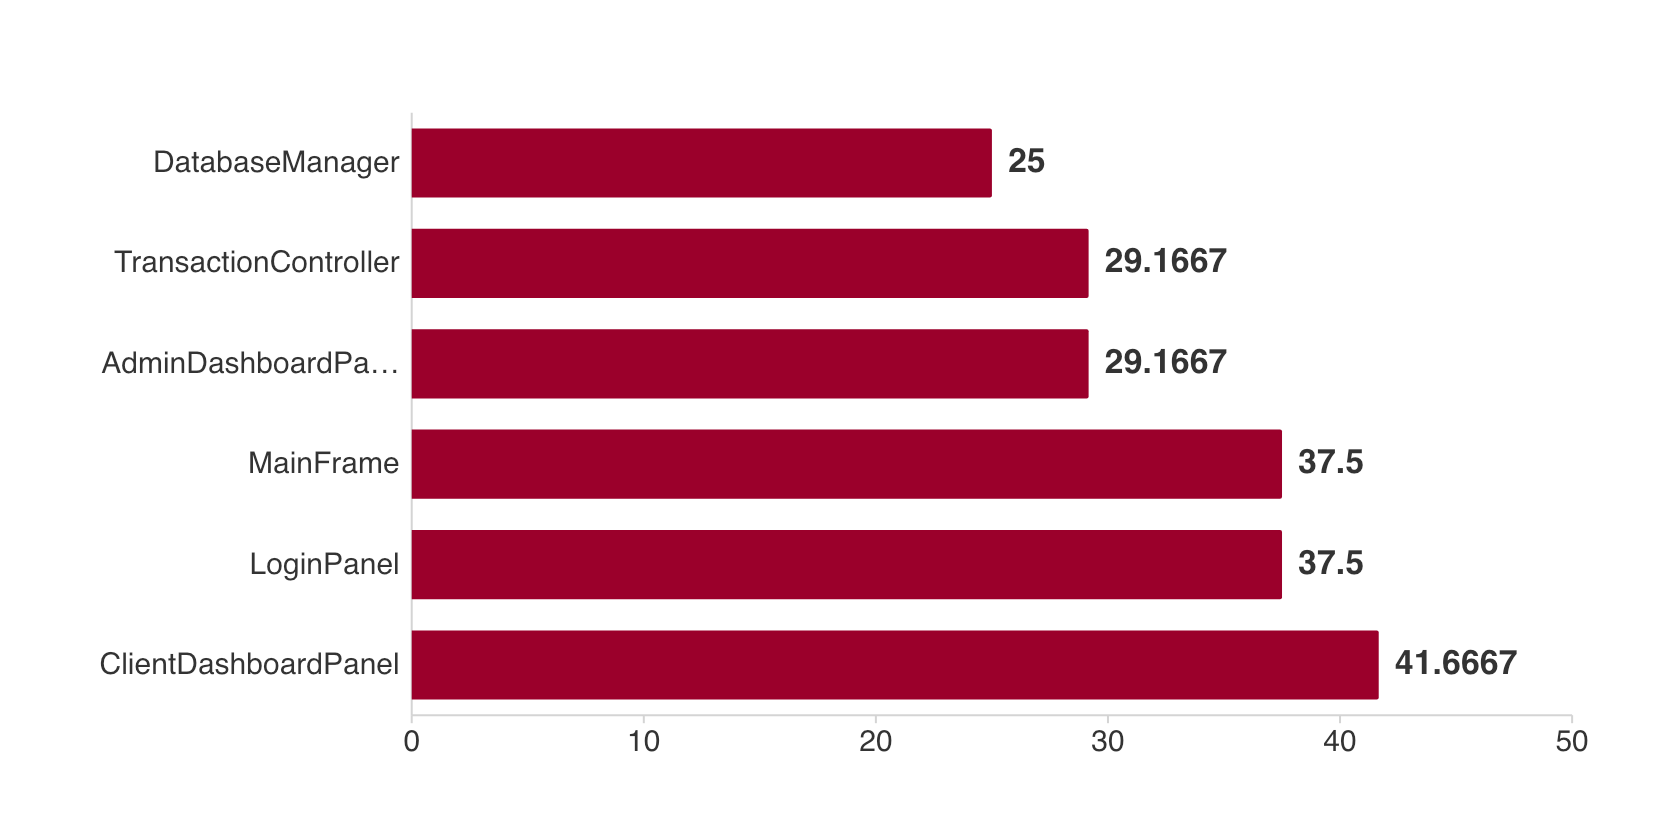 DatabaseManager 25
TransactionController 29.1667
AdminDashboardPa… 29.1667
MainFrame 37.5
LoginPanel 37.5
ClientDashboardPanel 41.6667
0 10 20 30 40 50